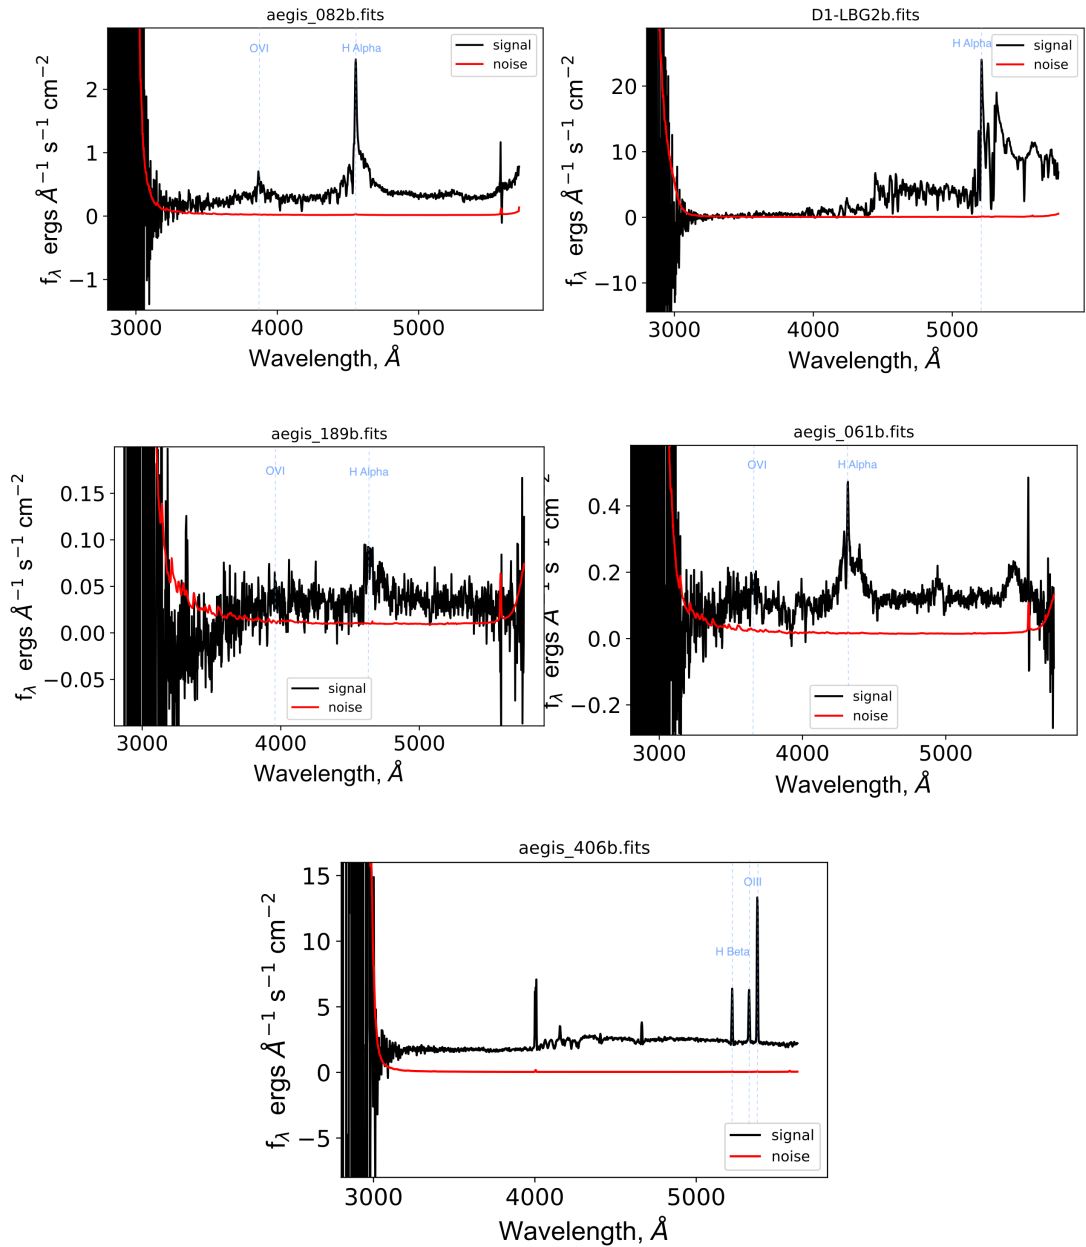 aegis_082b.fits
OVI
H Alpha
signal
noise
2
1
0
−1
fλ ergs Å−1 s−1 cm−2
3000 4000 5000
Wavelength, Å
D1-LBG2b.fits
H Alpha
signal
noise
20
10
0
−10
fλ ergs Å−1 s−1 cm−2
3000 4000 5000
Wavelength, Å
aegis_189b.fits
OVI
H Alpha
0.15
0.10
0.05
0.00
−0.05
fλ ergs Å−1 s−1 cm−2
signal
noise
3000 4000 5000
Wavelength, Å
aegis_061b.fits
OVI
H Alpha
0.4
0.2
0.0
−0.2
fλ ergs Å−1 s−1 cm−2
signal
noise
3000 4000 5000
Wavelength, Å
aegis_406b.fits
OIII
H Beta
15
10
5
0
−5
fλ ergs Å−1 s−1 cm−2
signal
noise
3000 4000 5000
Wavelength, Å